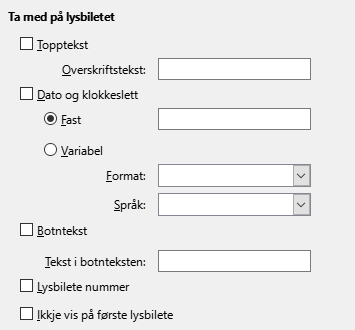 Ta med på lysbiletet
Topptekst
Overskriftstekst:
Dato og klokkeslett
Fast
Variabel
Format:
Språk:
Botntekst
Tekst i botnteksten:
Lysbilete nummer
Ikkje vis på første lysbilete